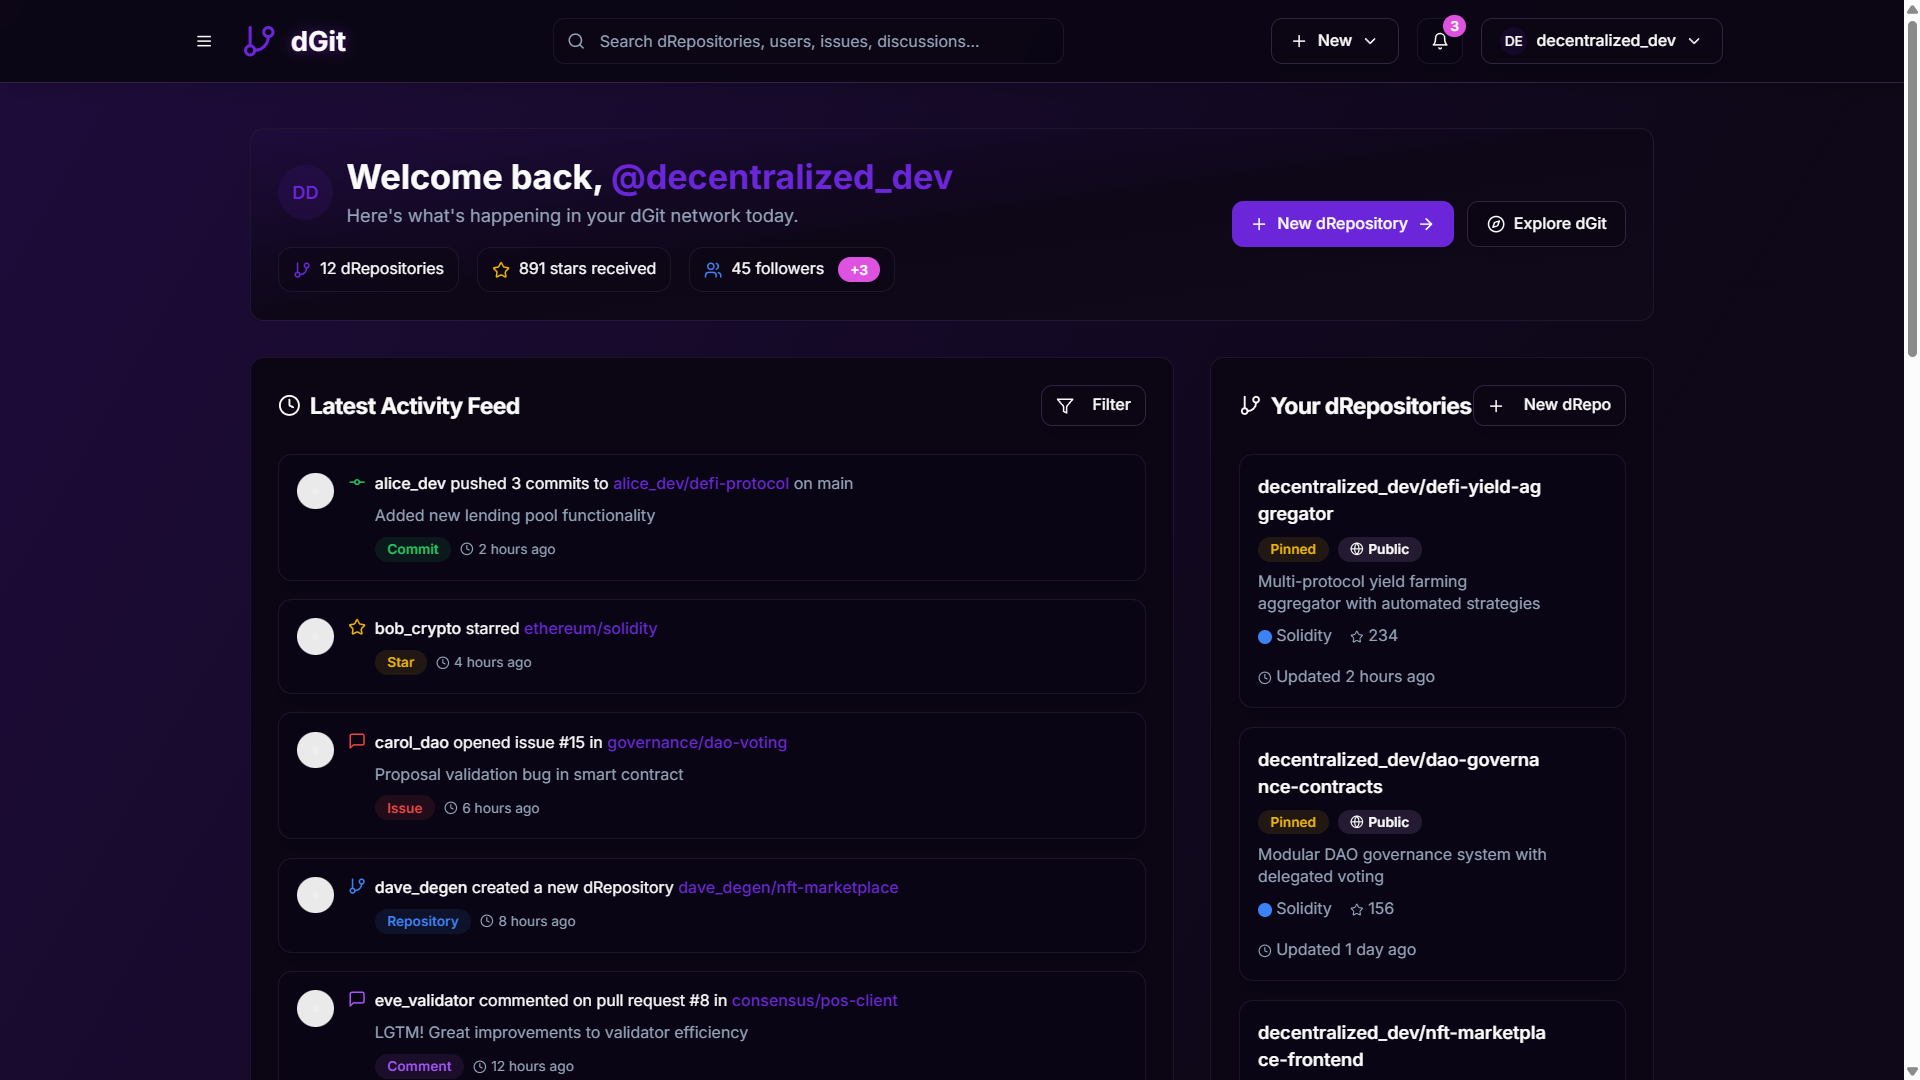 dGit
Search dRepositories, users, issues, discussions...
New
3
DE decentralized_dev
DD
Welcome back, @decentralized_dev
Here's what's happening in your dGit network today.
12 dRepositories
891 stars received
45 followers +3
New dRepository
Explore dGit
Latest Activity Feed
Filter
alice_dev pushed 3 commits to alice_dev/defi-protocol on main
Added new lending pool functionality
Commit 2 hours ago
bob_crypto starred ethereum/solidity
Star 4 hours ago
carol_dao opened issue #15 in governance/dao-voting
Proposal validation bug in smart contract
Issue 6 hours ago
dave_degen created a new dRepository dave_degen/nft-marketplace
Repository 8 hours ago
eve_validator commented on pull request #8 in consensus/pos-client
LGTM! Great improvements to validator efficiency
Comment 12 hours ago
Your dRepositories
New dRepo
decentralized_dev/defi-yield-ag
gregator
Pinned Public
Multi-protocol yield farming
aggregator with automated strategies
Solidity 234
Updated 2 hours ago
decentralized_dev/dao-governa
nce-contracts
Pinned Public
Modular DAO governance system with
delegated voting
Solidity 156
Updated 1 day ago
decentralized_dev/nft-marketpla
ce-frontend